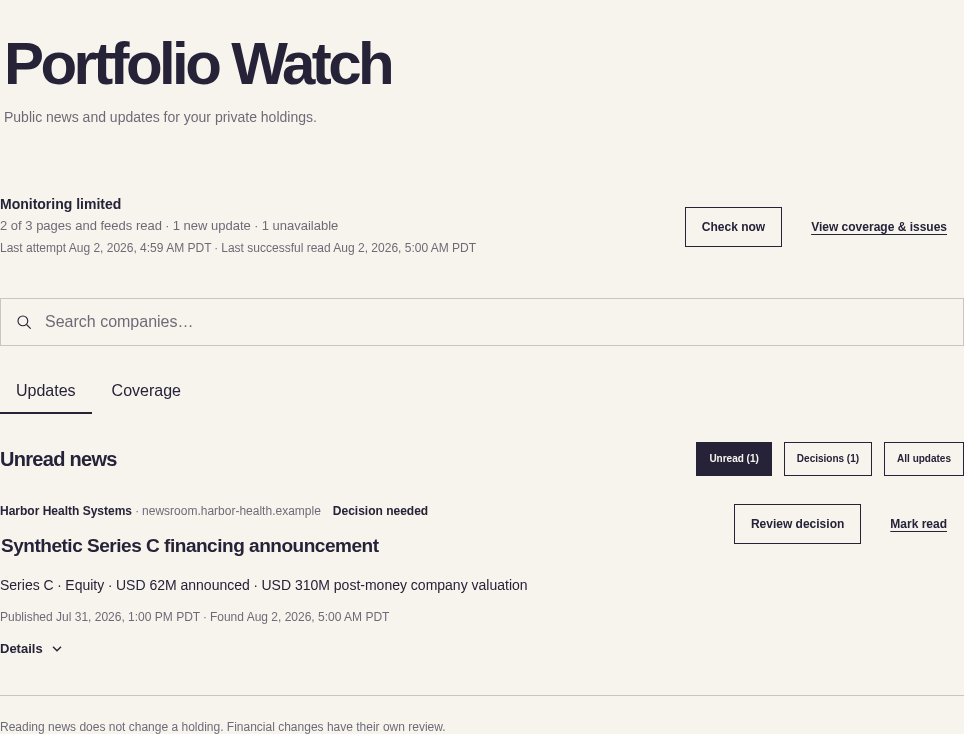 Portfolio Watch
Public news and updates for your private holdings.
Monitoring limited
2 of 3 pages and feeds read · 1 new update · 1 unavailable
Last attempt Aug 2, 2026, 4:59 AM PDT · Last successful read Aug 2, 2026, 5:00 AM PDT
Check now
View coverage & issues
Search companies…
Updates
Coverage
Unread news
Unread (1)
Decisions (1)
All updates
Harbor Health Systems · newsroom.harbor-health.example Decision needed
Synthetic Series C financing announcement
Series C · Equity · USD 62M announced · USD 310M post-money company valuation
Published Jul 31, 2026, 1:00 PM PDT · Found Aug 2, 2026, 5:00 AM PDT
Details
Review decision
Mark read
Reading news does not change a holding. Financial changes have their own review.